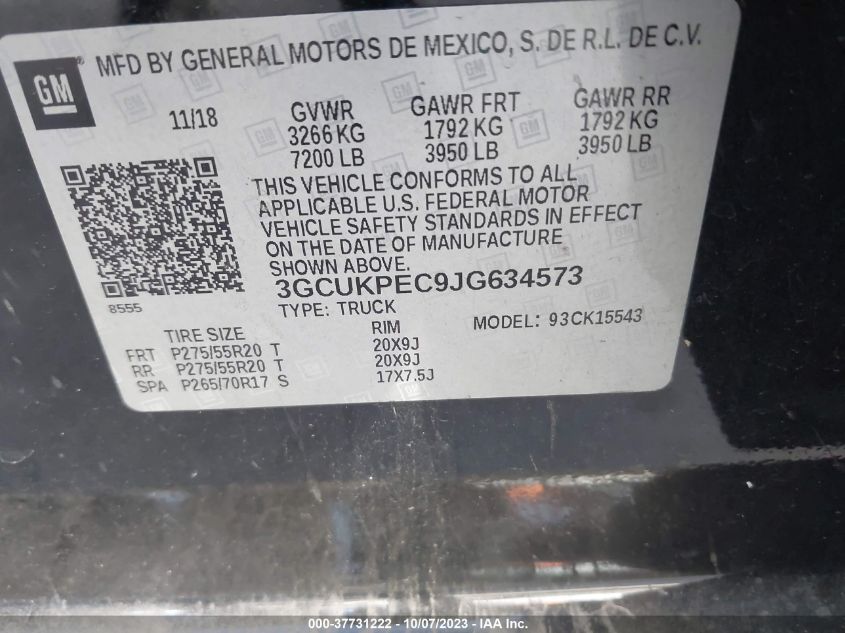 GM
MFD BY GENERAL MOTORS DE MEXICO, S. DE R.L. DE C.V.
11/18
GVWR
3266 KG
7200 LB
GAWR FRT
1792 KG
3950 LB
GAWR RR
1792 KG
3950 LB
THIS VEHICLE CONFORMS TO ALL
APPLICABLE U.S. FEDERAL MOTOR
VEHICLE SAFETY STANDARDS IN EFFECT
ON THE DATE OF MANUFACTURE
SHOWN ABOVE.
3GCUKPEC9JG634573
8555
TYPE: TRUCK
MODEL: 93CK15543
TIRE SIZE RIM
FRT P275/55R20 T 20X9J
RR P275/55R20 T 20X9J
SPA P265/70R17 S 17X7.5J
000-37731222 - 10/07/2023 - IAA Inc.